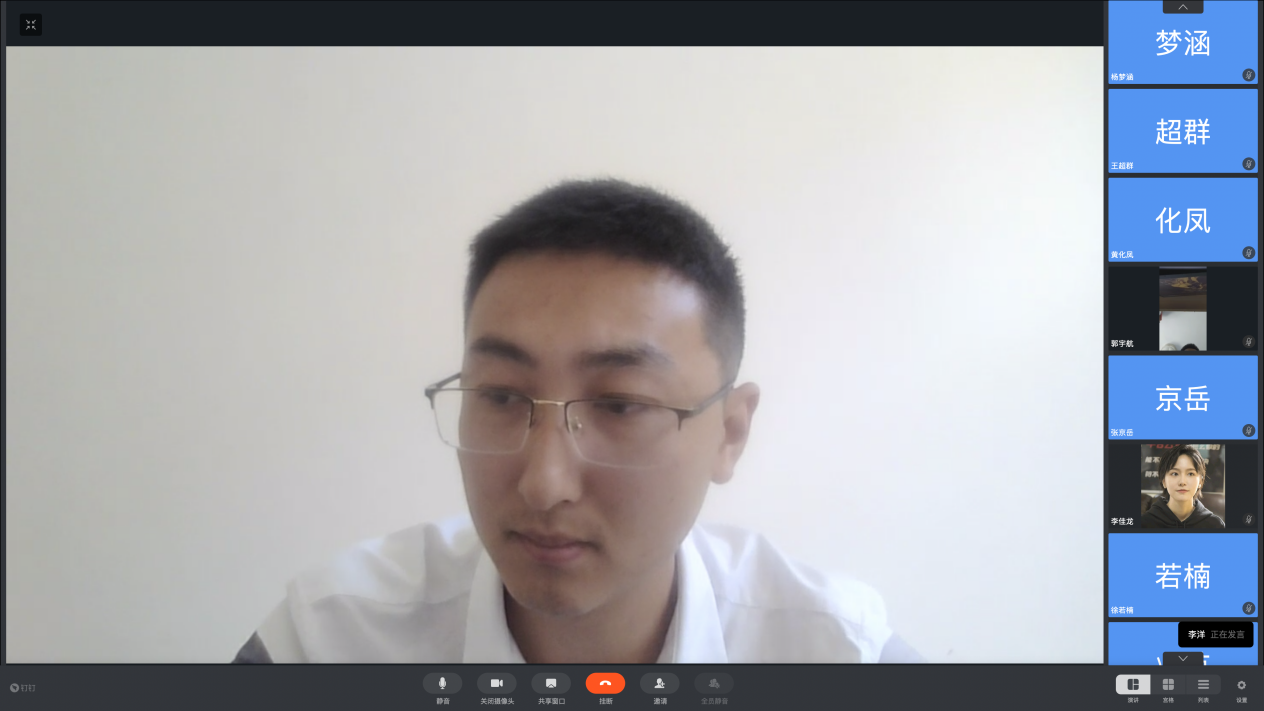 梦涵
杨梦涵
超群
王超群
化凤
黄化凤
郭宇航
京岳
张京岳
李佳龙
若楠
徐若楠
李洋 正在发言
钉钉
静音
关闭摄像头
共享窗口
挂断
邀请
全员静音
演讲
宫格
列表
设置